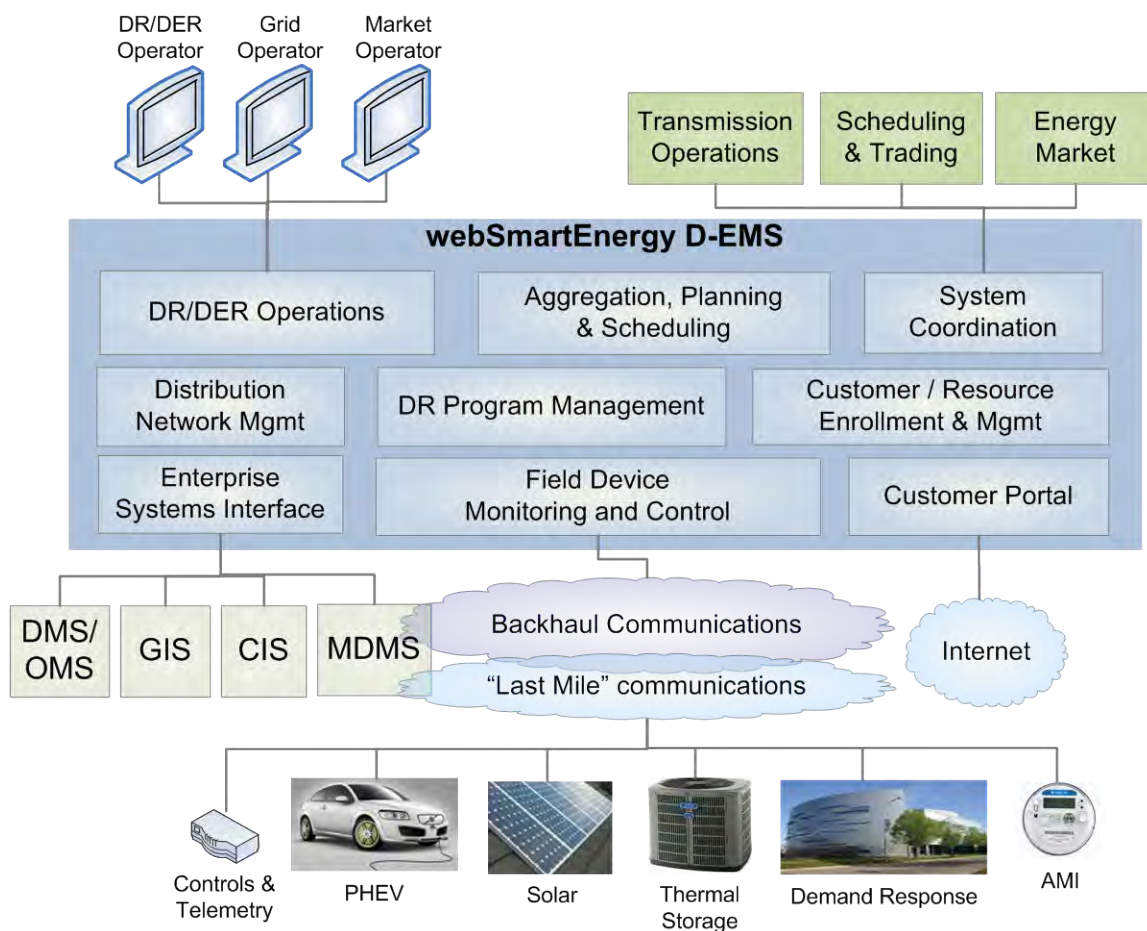 DR/DER
Operator
Grid
Operator
Market
Operator
Transmission
Operations
Scheduling
& Trading
Energy
Market
webSmartEnergy D-EMS
DR/DER Operations
Aggregation, Planning
& Scheduling
System
Coordination
Distribution
Network Mgmt
DR Program Management
Customer / Resource
Enrollment & Mgmt
Enterprise
Systems Interface
Field Device
Monitoring and Control
Customer Portal
DMS/
OMS
GIS
CIS
MDMS
Backhaul Communications
“Last Mile” communications
Internet
Controls &
Telemetry
PHEV
Solar
Thermal
Storage
Demand Response
AMI